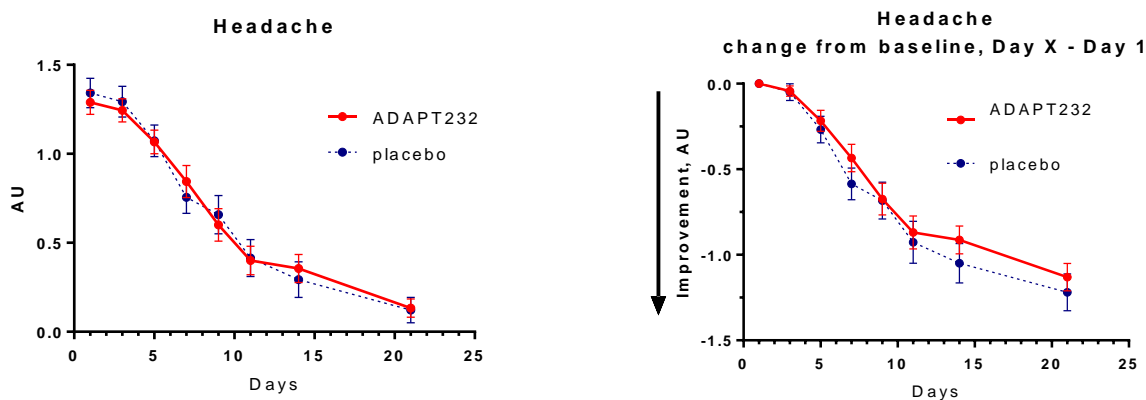 Headache
1.5
1.0
0.5
0.0
AU
0 5 10 15 20 25
Days
ADAPT232
placebo
Headache
change from baseline, Day X - Day 1
0.0
-0.5
-1.0
-1.5
Improvement, AU
0 5 10 15 20 25
Days
ADAPT232
placebo